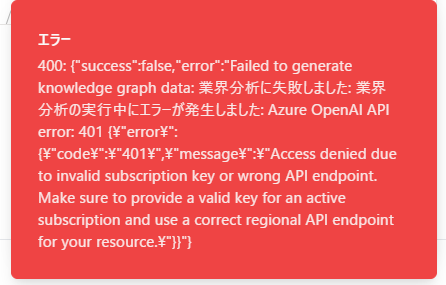 エラー
400: {"success":false,"error":"Failed to generate
knowledge graph data: 業界分析に失敗しました: 業界
分析の実行中にエラーが発生しました: Azure OpenAI API
error: 401 {¥"error¥":
{¥"code¥":¥"401¥",¥"message¥":¥"Access denied due
to invalid subscription key or wrong API endpoint.
Make sure to provide a valid key for an active
subscription and use a correct regional API endpoint
for your resource.¥"}}"}